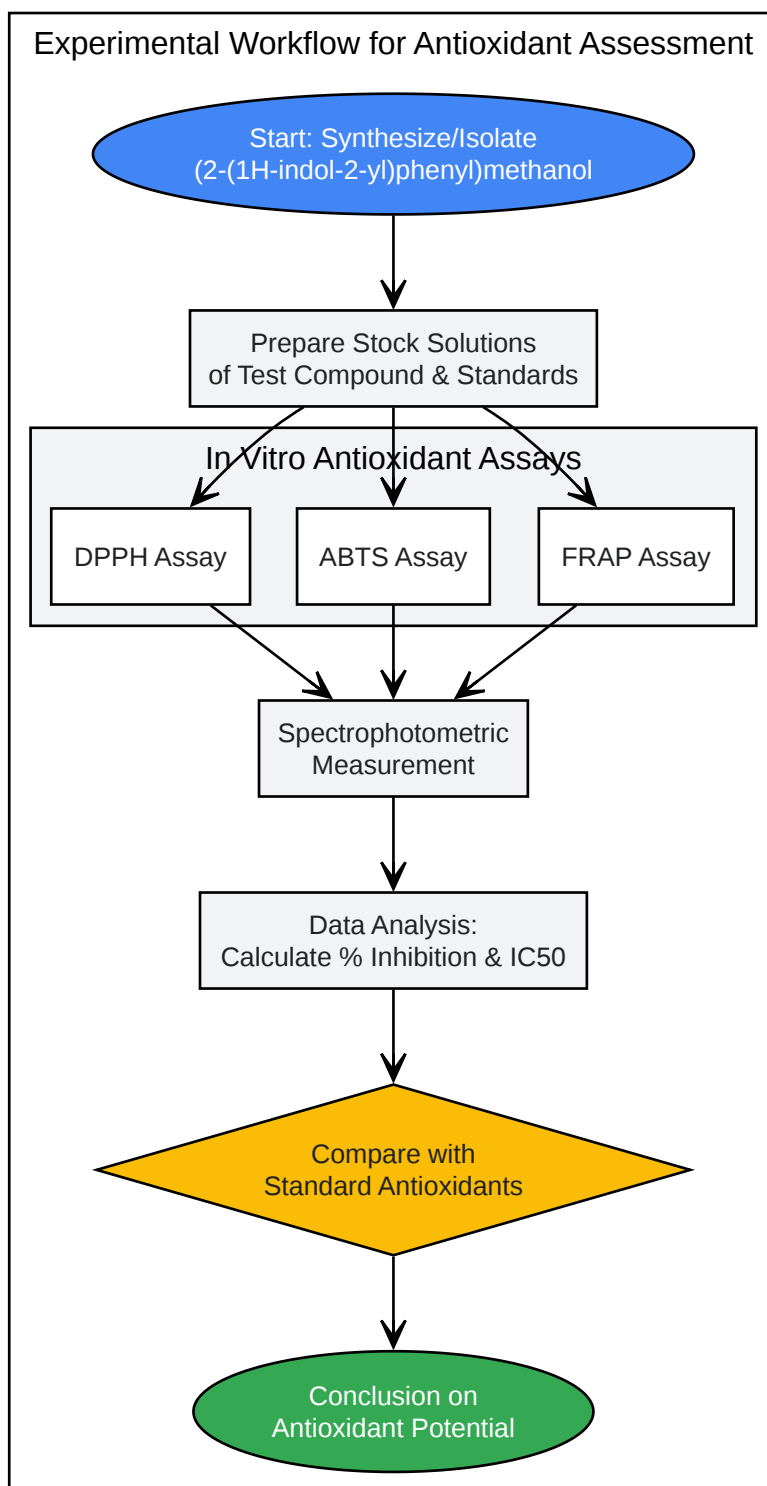 Experimental Workflow for Antioxidant Assessment
Start: Synthesize/Isolate
(2-(1H-indol-2-yl)phenyl)methanol
Prepare Stock Solutions
of Test Compound & Standards
In Vitro Antioxidant Assays
DPPH Assay
ABTS Assay
FRAP Assay
Spectrophotometric
Measurement
Data Analysis:
Calculate % Inhibition & IC50
Compare with
Standard Antioxidants
Conclusion on
Antioxidant Potential